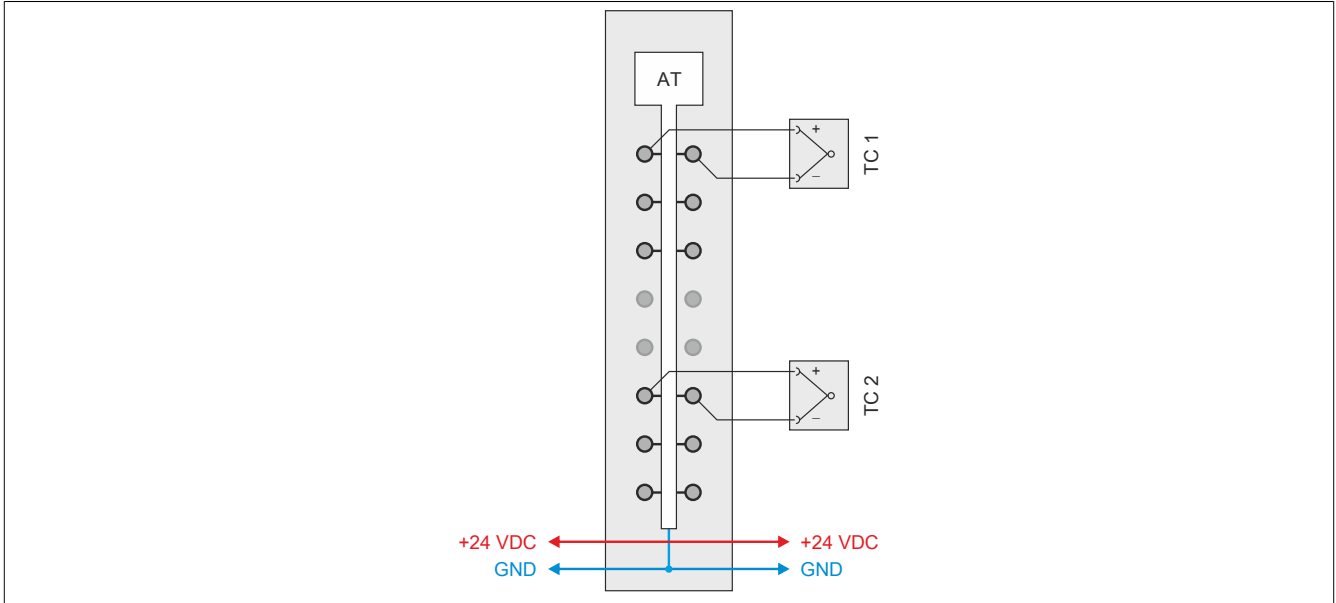 AT
+
TC 1
–
+
TC 2
–
+24 VDC +24 VDC
GND GND